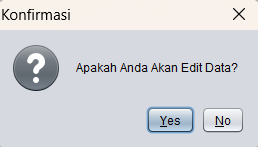 Konfirmasi
Apakah Anda Akan Edit Data?
Yes
No